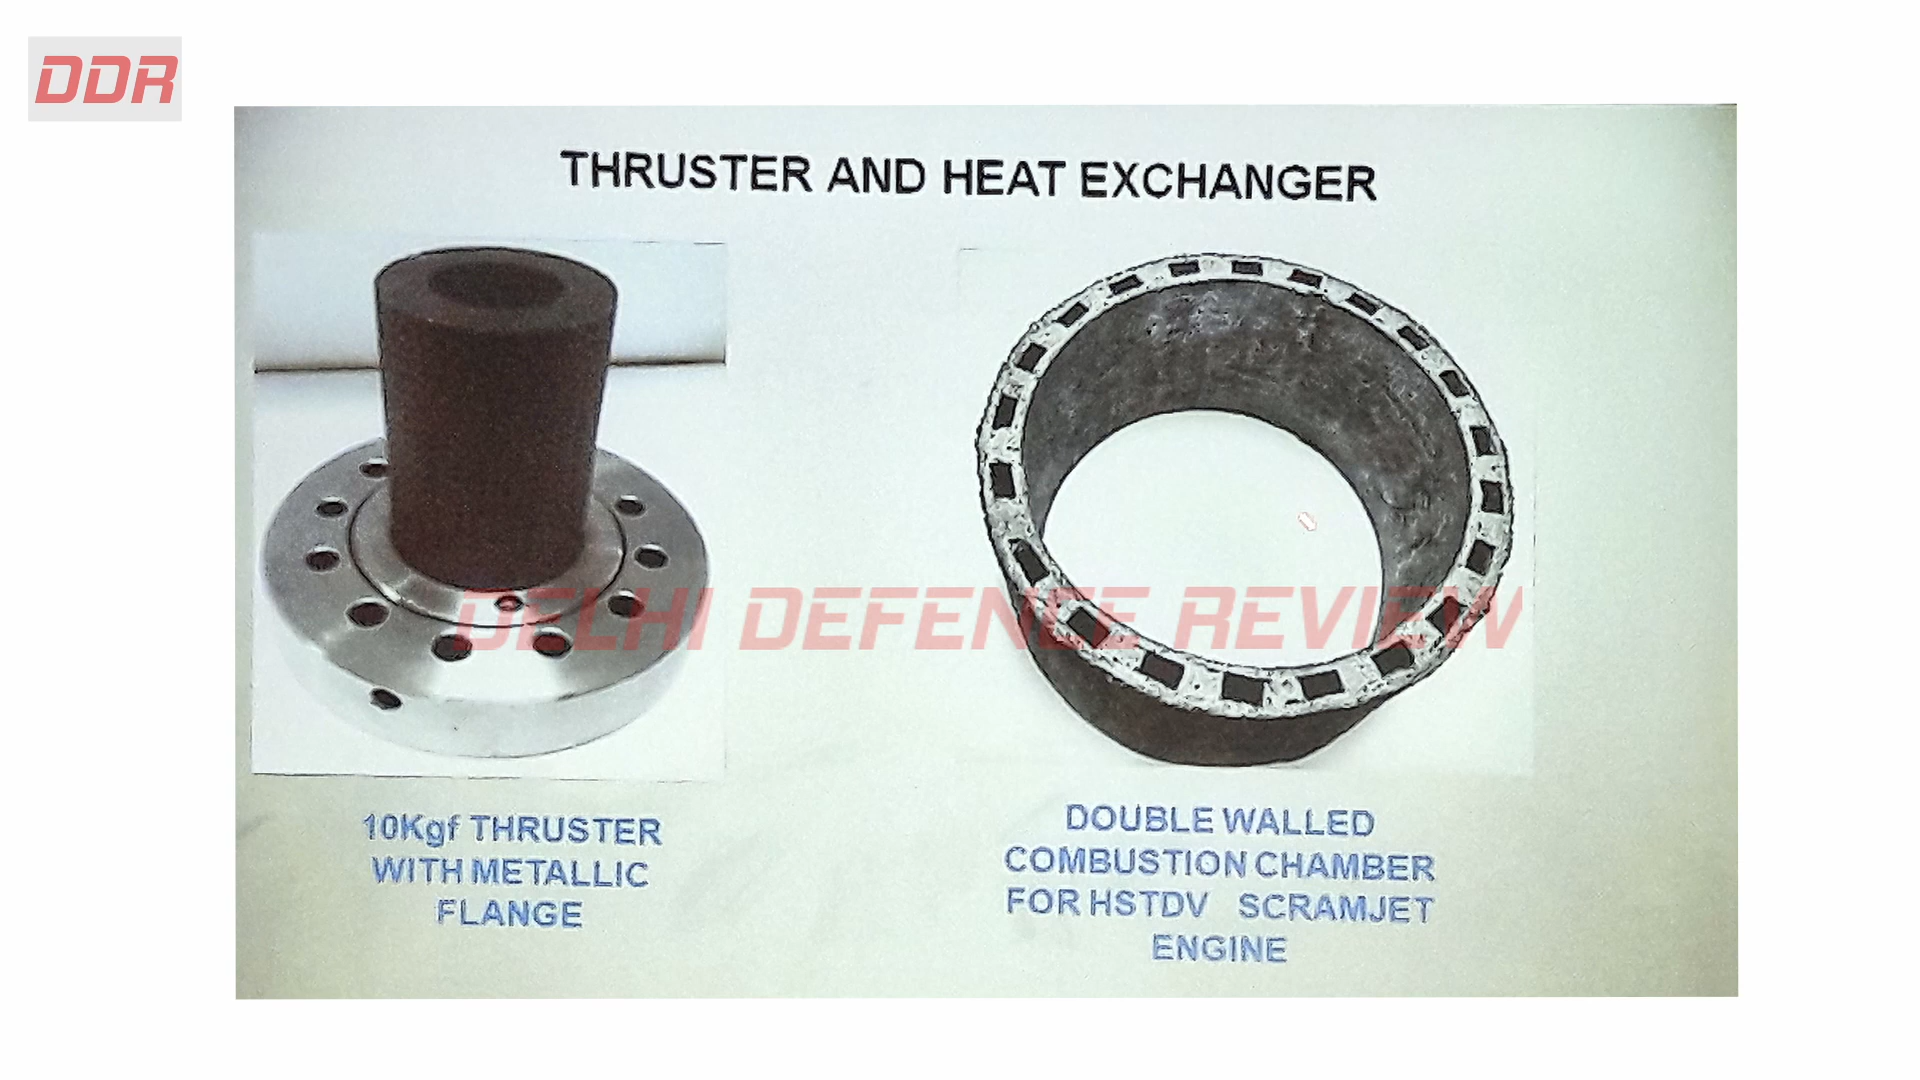 DDR
THRUSTER AND HEAT EXCHANGER
DELHI DEFENCE REVIEW
10Kgf THRUSTER
WITH METALLIC
FLANGE
DOUBLE WALLED
COMBUSTION CHAMBER
FOR HSTDV SCRAMJET
ENGINE